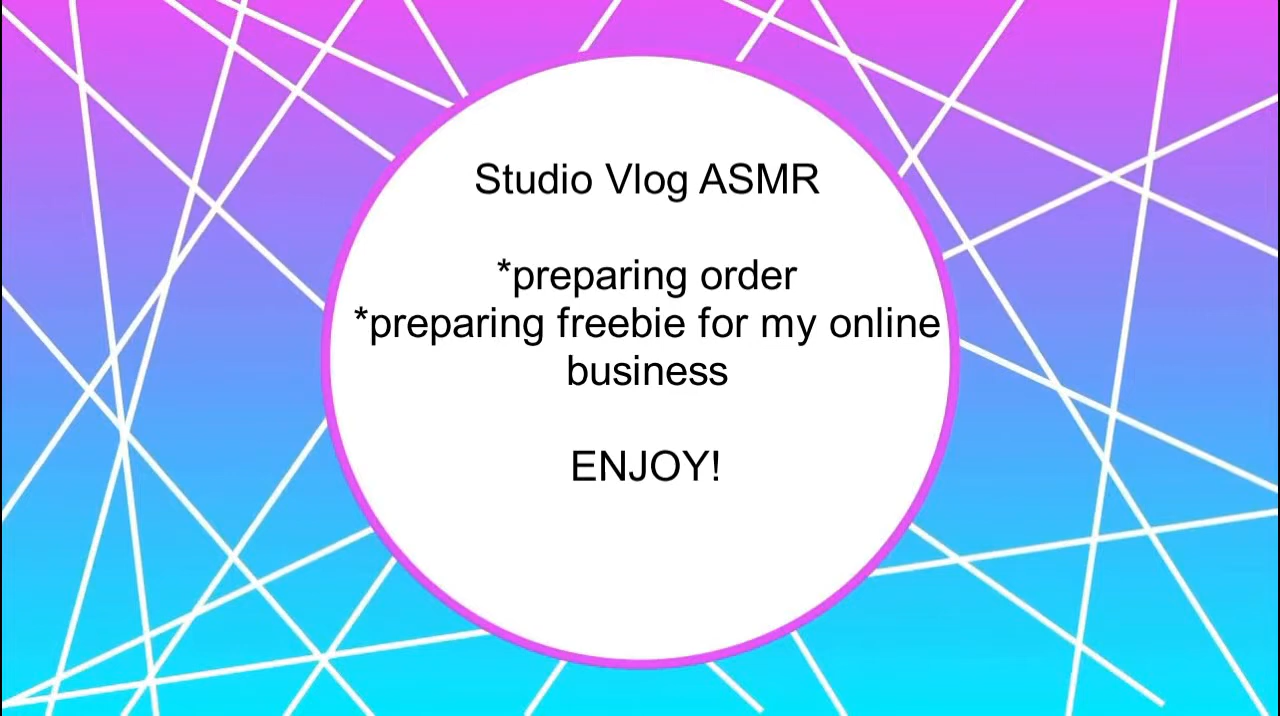 Studio Vlog ASMR
*preparing order
*preparing freebie for my online
business
ENJOY!